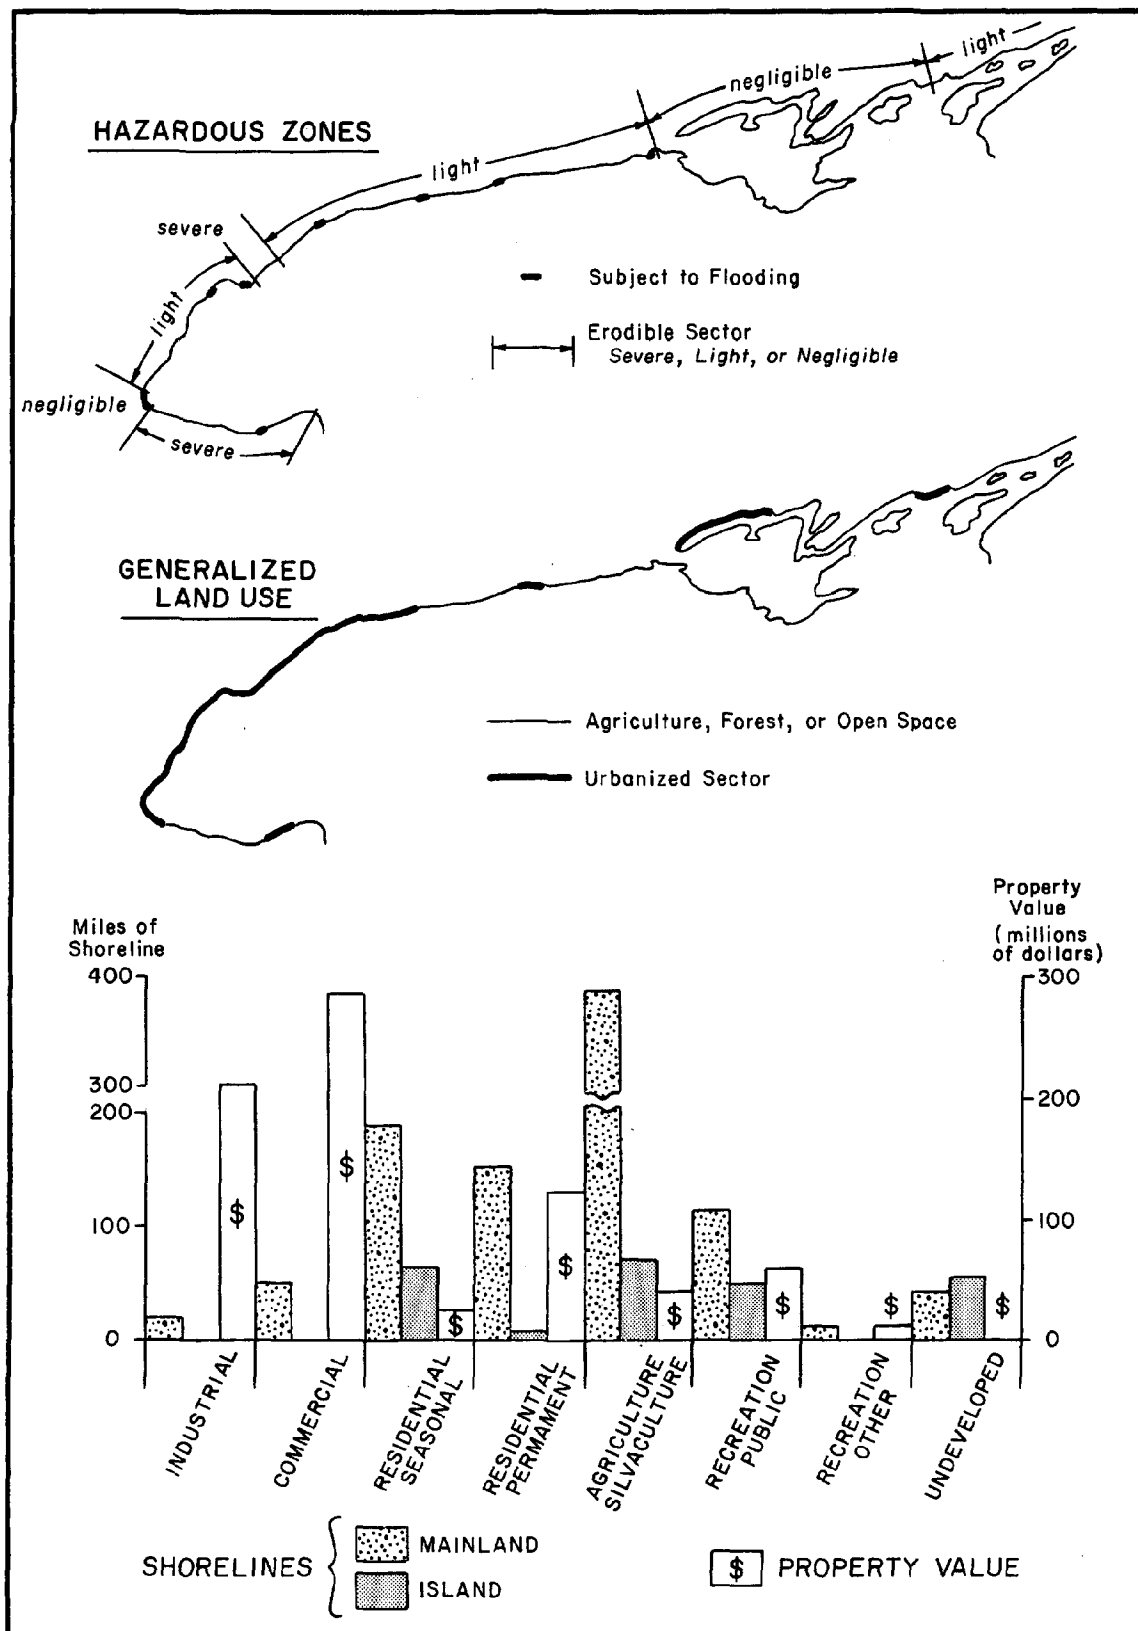 light
negligible
HAZARDOUS ZONES
light
severe
Subject to Flooding
light
Erodible Sector
Severe, Light, or Negligible
negligible
severe
GENERALIZED
LAND USE
Agriculture, Forest, or Open Space
Urbanized Sector
Miles of
Shoreline
Property
Value
(millions
of dollars)
400
300
200
100
0
300
200
100
0
$
$
$
$
$
$
$
$
INDUSTRIAL
COMMERCIAL
RESIDENTIAL
SEASONAL
RESIDENTIAL
PERMAMENT
AGRICULTURE
SILVACULTURE
RECREATION
PUBLIC
RECREATION
OTHER
UNDEVELOPED
SHORELINES
MAINLAND
ISLAND
$ PROPERTY VALUE